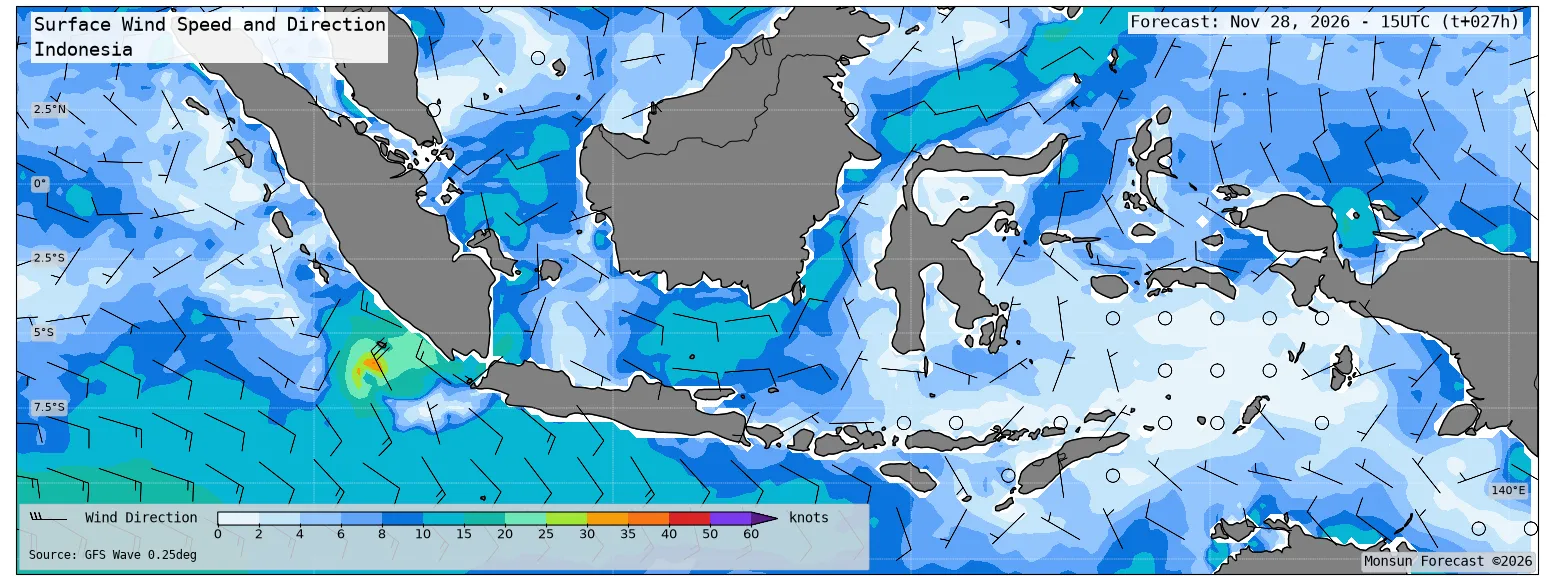 Surface Wind Speed and Direction
Indonesia
Forecast: Nov 28, 2026 - 15UTC (t+027h)
2.5°N
0°
2.5°S
5°S
7.5°S
140°E
Wind Direction
knots
0 2 4 6 8 10 15 20 25 30 35 40 50 60
Source: GFS Wave 0.25deg
Monsun Forecast ©2026